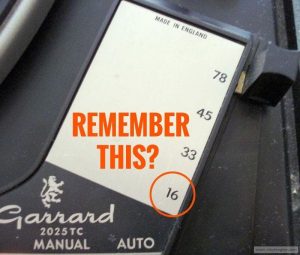 MADE IN ENGLAND
78
45
REMEMBER
THIS?
33
16
Garrard
2025TC
MANUAL AUTO